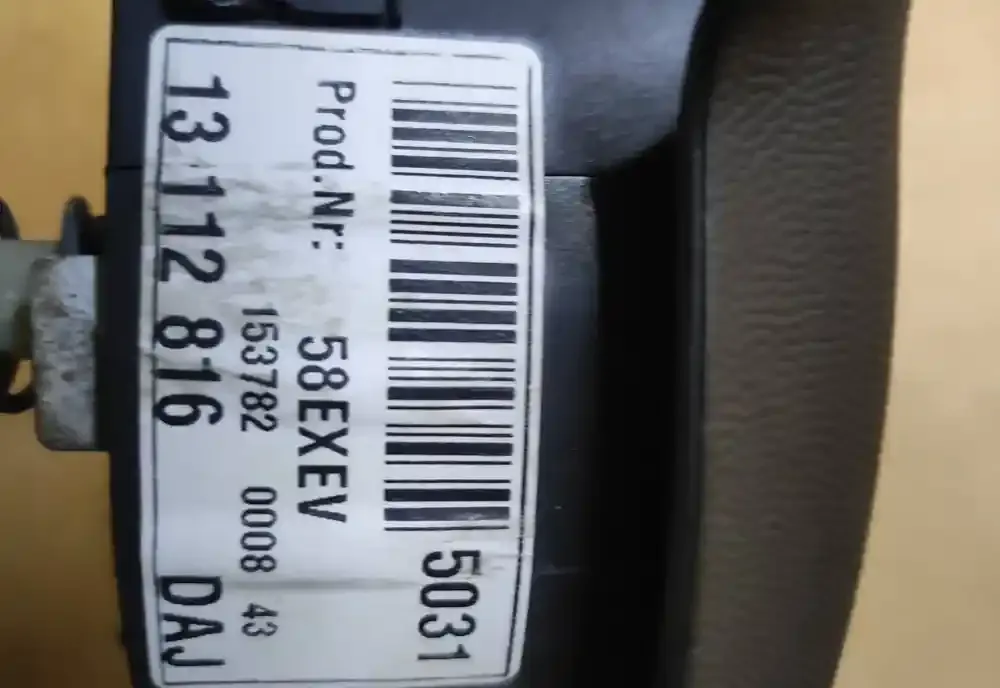 5031
Prod.Nr: 58EXEV
153782 0008 43
13 112 816 DAJ